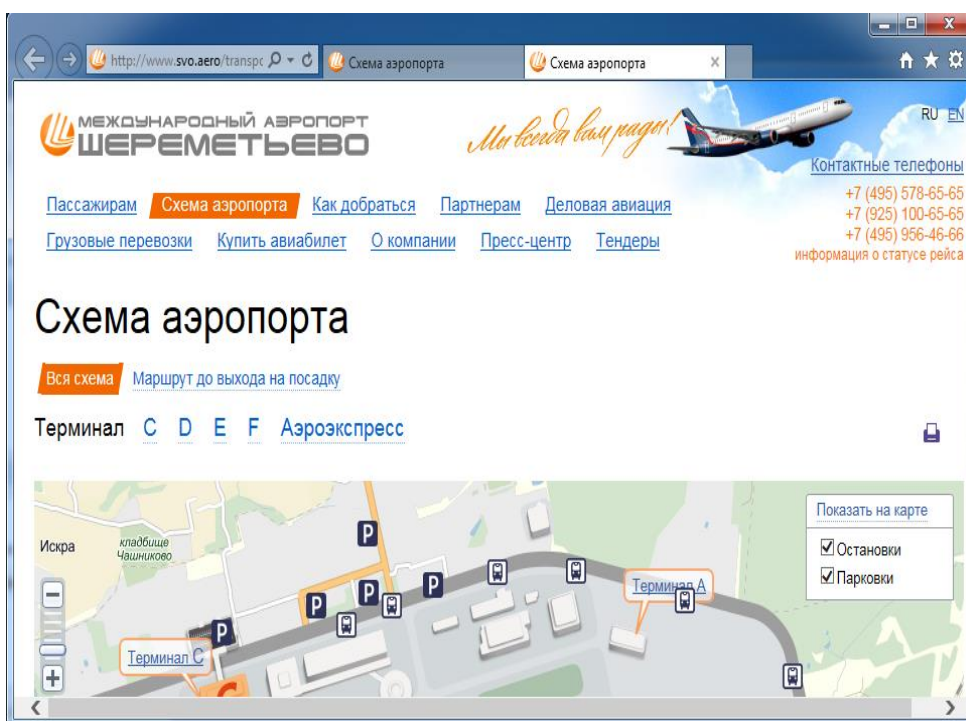 http://www.svo.aero/transpc
Схема аэропорта
Схема аэропорта
МЕЖДУНАРОДНЫЙ АЭРОПОРТ
ШЕРЕМЕТЬЕВО
Мы всегда вам рады!
RU EN
Контактные телефоны
+7 (495) 578-65-65
+7 (925) 100-65-65
+7 (495) 956-46-66
информация о статусе рейса
Пассажирам Схема аэропорта Как добраться Партнерам Деловая авиация
Грузовые перевозки Купить авиабилет О компании Пресс-центр Тендеры
Схема аэропорта
Вся схема Маршрут до выхода на посадку
Терминал C D E F Аэроэкспресс
Показать на карте
Остановки
Парковки
Искра
кладбище
Чашниково
P
P
P
P
P
Терминал A
Терминал C
C